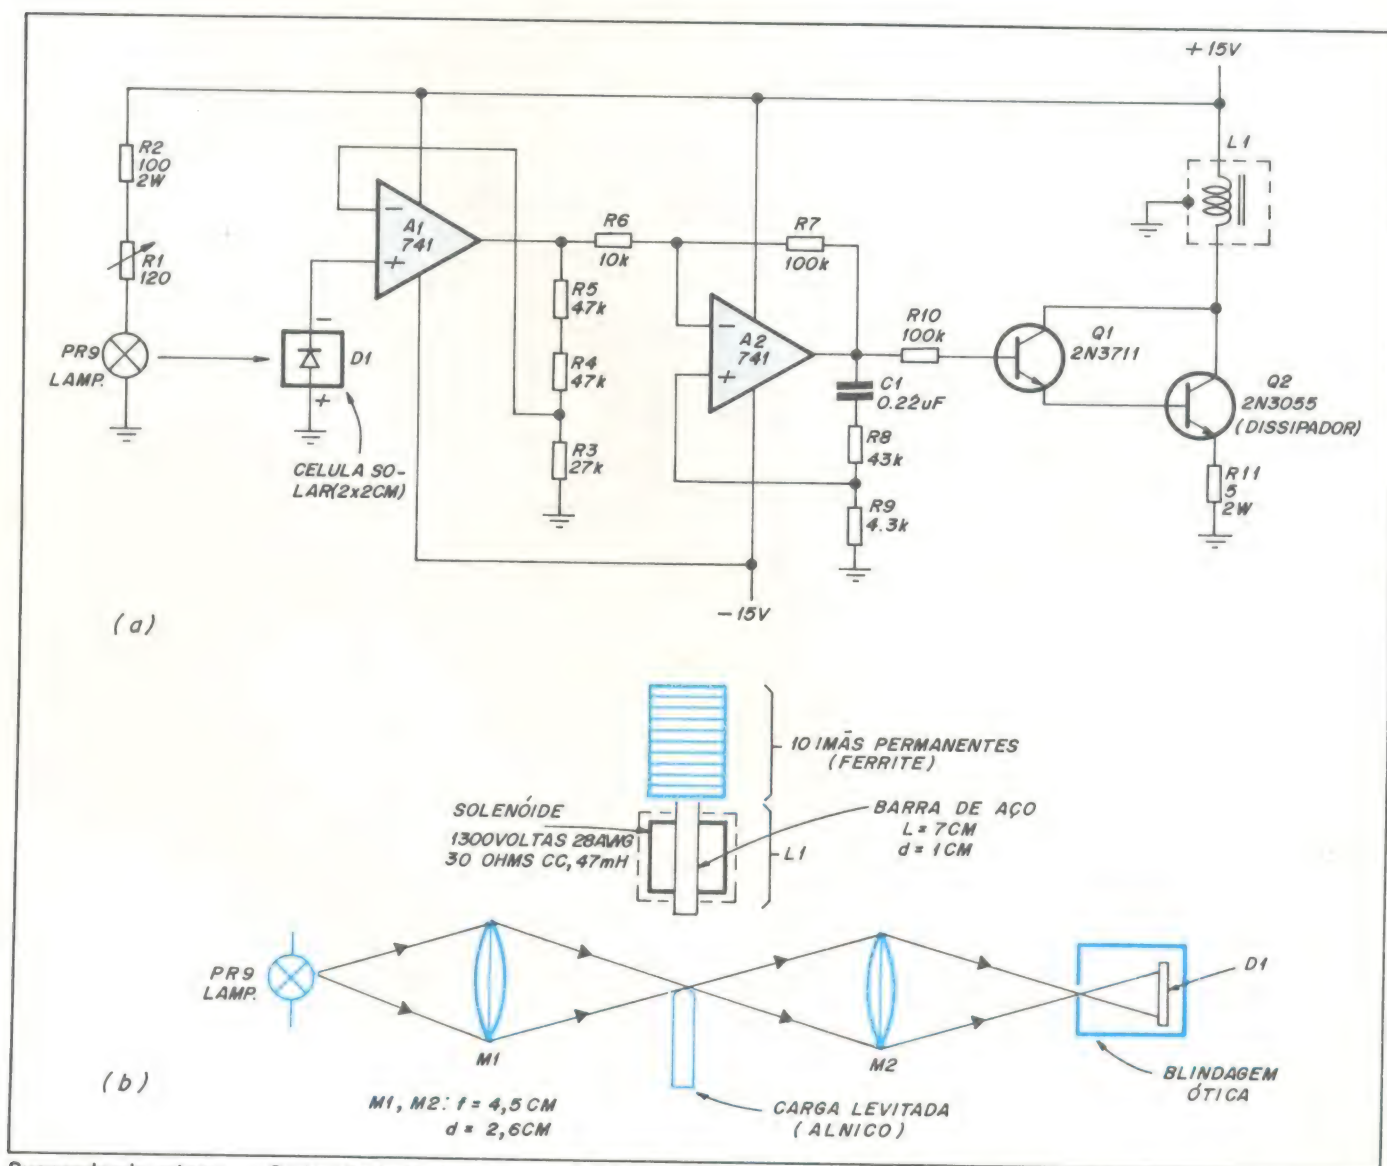 +15V
R2
100
2W
R1
120
PR9
LAMP.
−
D1
+
CELULA SO-
LAR(2x2CM)
−
A1
741
+
R5
47k
R4
47k
R3
27k
R6
10k
R7
100k
−
A2
741
+
R10
100k
C1
0.22uF
R8
43k
R9
4.3k
L1
Q1
2N3711
Q2
2N3055
(DISSIPADOR)
R11
5
2W
−15V
(a)
10 IMÃS PERMANENTES
(FERRITE)
SOLENÓIDE
1300VOLTAS 28AWG
30 OHMS CC, 47mH
BARRA DE AÇO
L = 7CM
d = 1CM
L1
PR9
LAMP.
M1
M2
D1
(b)
M1, M2: f = 4,5 CM
d = 2,6CM
CARGA LEVITADA
(ALNICO)
BLINDAGEM
ÓTICA